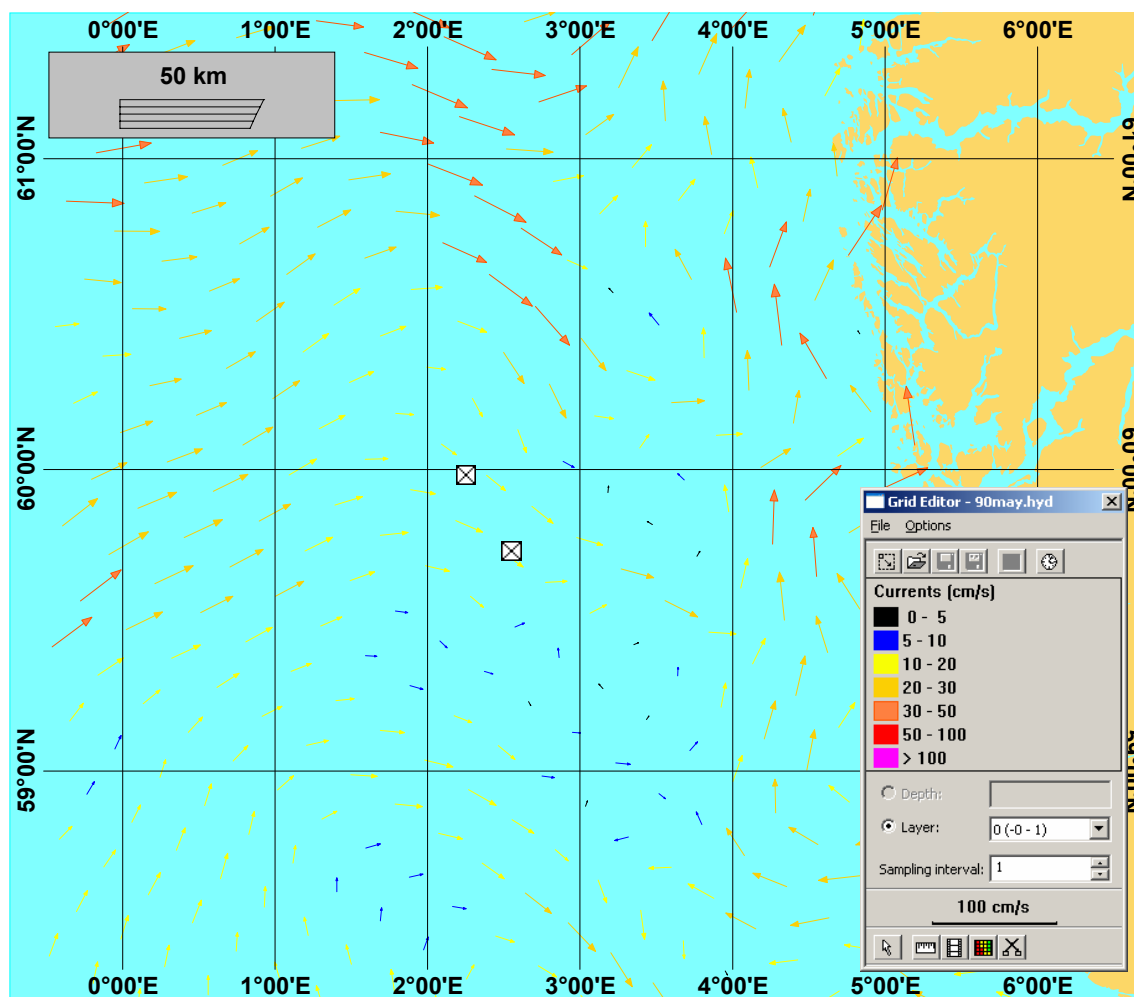 0°00'E 1°00'E 2°00'E 3°00'E 4°00'E 5°00'E 6°00'E
50 km
61°00'N
61°00'N
60°00'N
60°00'N
59°00'N
Grid Editor - 90may.hyd
File Options
Currents (cm/s)
0 - 5
5 - 10
10 - 20
20 - 30
30 - 50
50 - 100
> 100
Depth:
Layer: 0 (-0 - 1)
Sampling interval: 1
100 cm/s
0°00'E 1°00'E 2°00'E 3°00'E 4°00'E 5°00'E 6°00'E